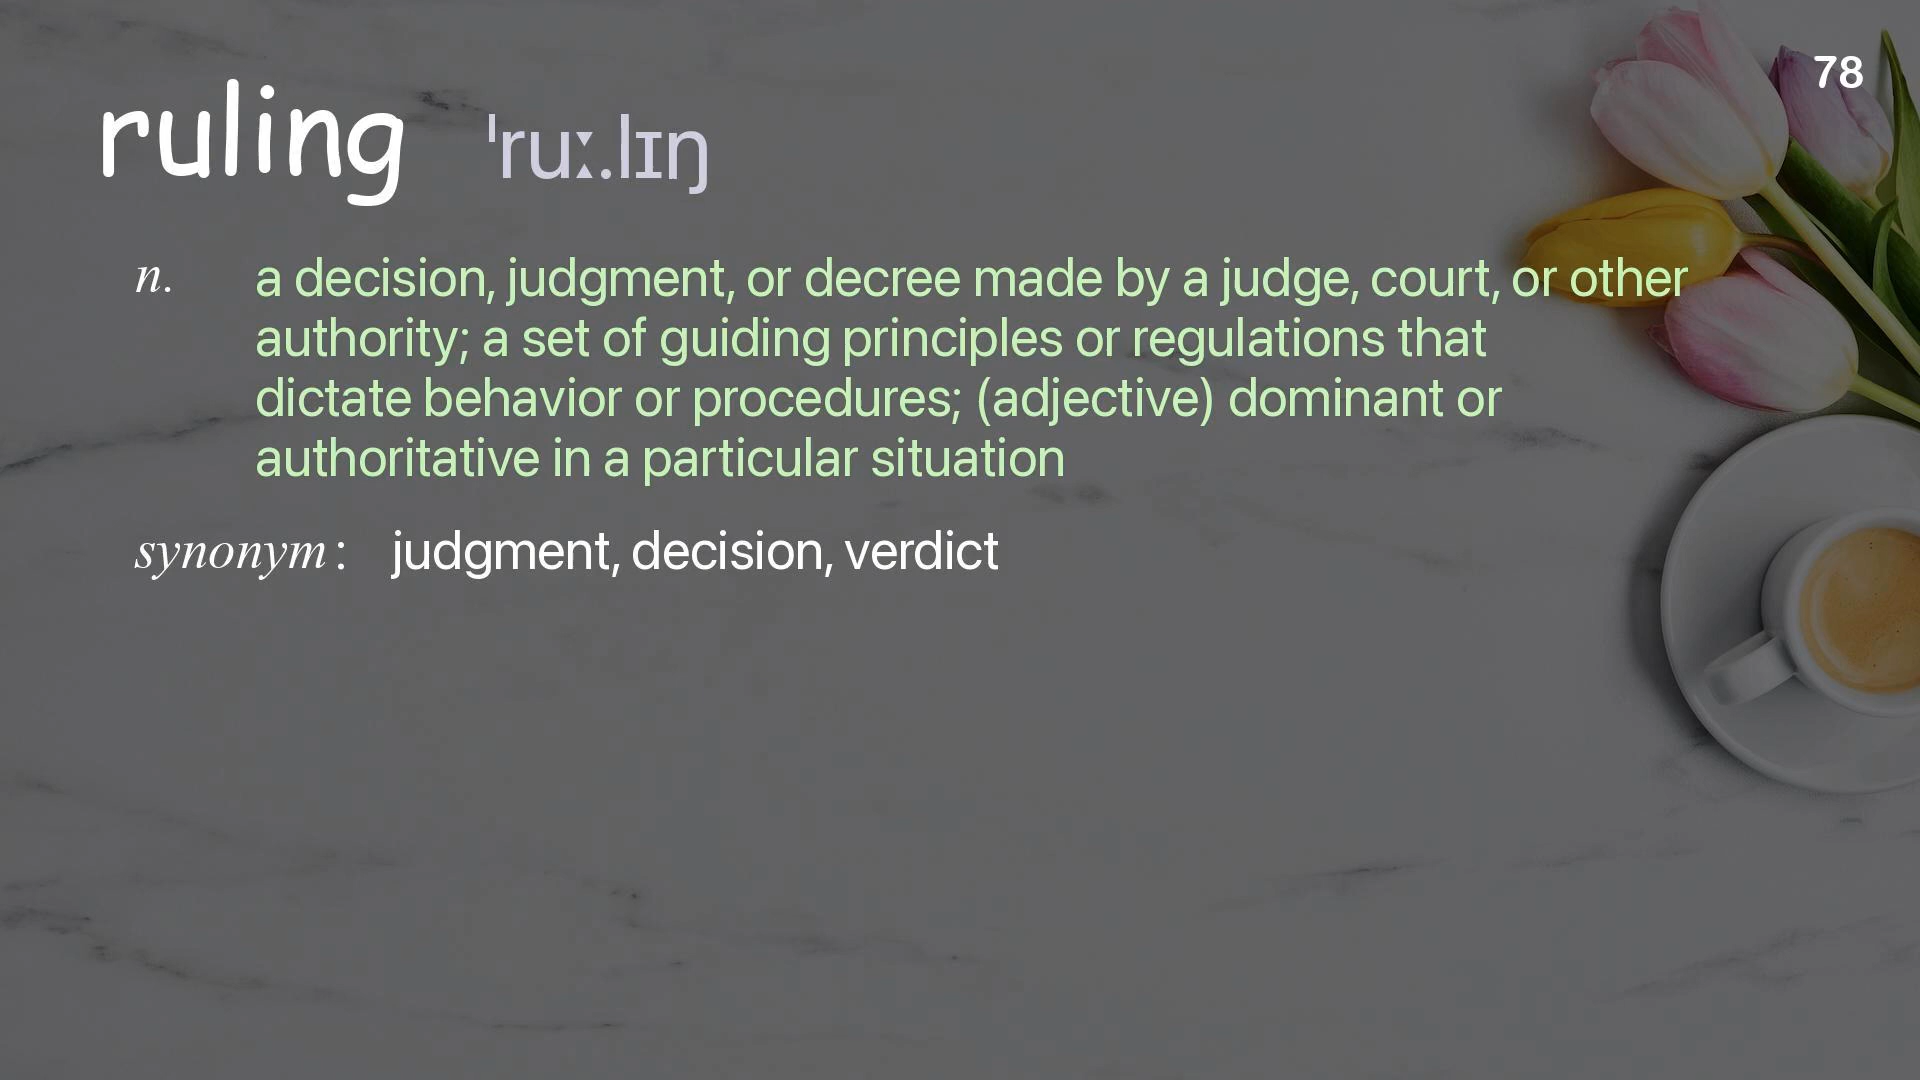 78
ruling ˈruː.lɪŋ
n. a decision, judgment, or decree made by a judge, court, or other
authority; a set of guiding principles or regulations that
dictate behavior or procedures; (adjective) dominant or
authoritative in a particular situation
synonym: judgment, decision, verdict